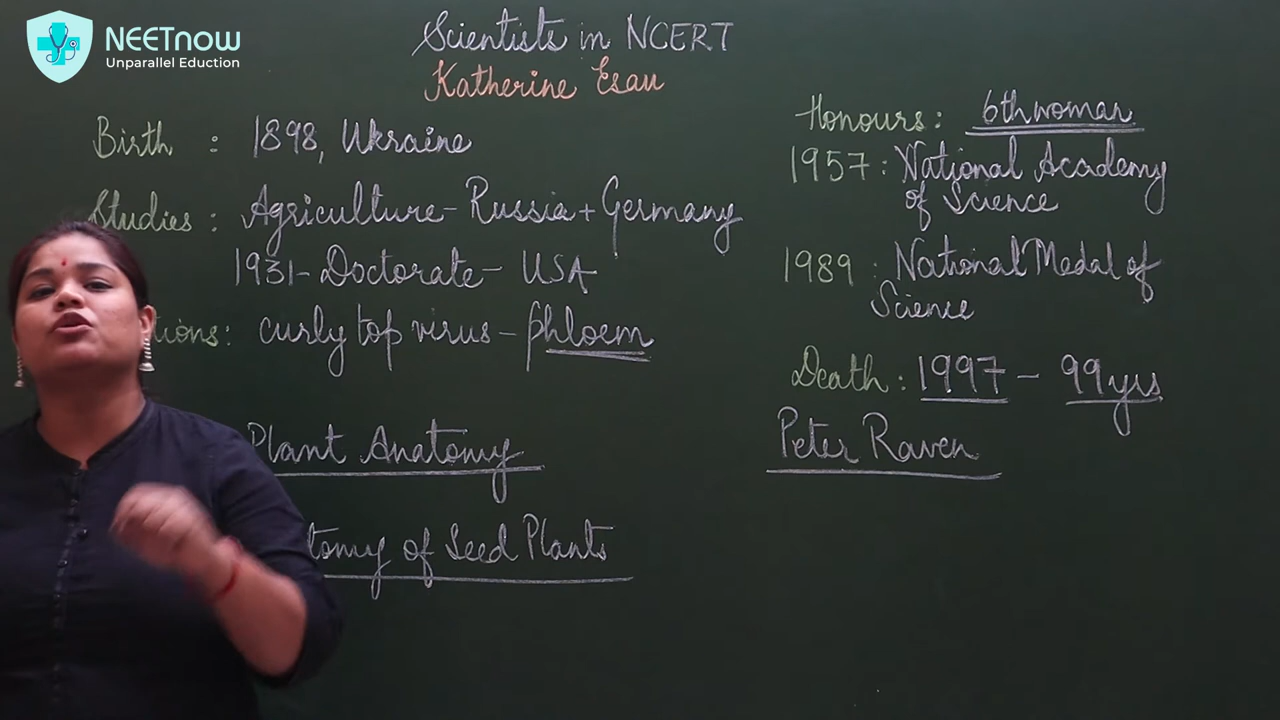 NEETnow
Unparallel Eduction
Scientists in NCERT
Katherine Esau
Birth : 1898, Ukraine
Studies : Agriculture - Russia + Germany
1931 - Doctorate - USA
tions: curly top virus - phloem
Plant Anatomy
tomy of Seed Plants
Honours : 6th woman
1957 : National Academy
of Science
1989 : National Medal of
Science
Death : 1997 - 99 yrs
Peter Raven